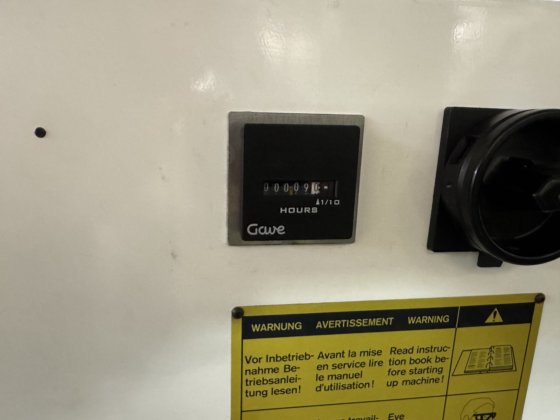 HOURS
1/10
Gave
WARNUNG AVERTISSEMENT WARNING
Vor Inbetrieb-
nahme Be-
triebsanlei-
tung lesen!
Avant la mise
en service lire
le manuel
d'utilisation!
Read instruc-
tion book be-
fore starting
up machine!
Eye